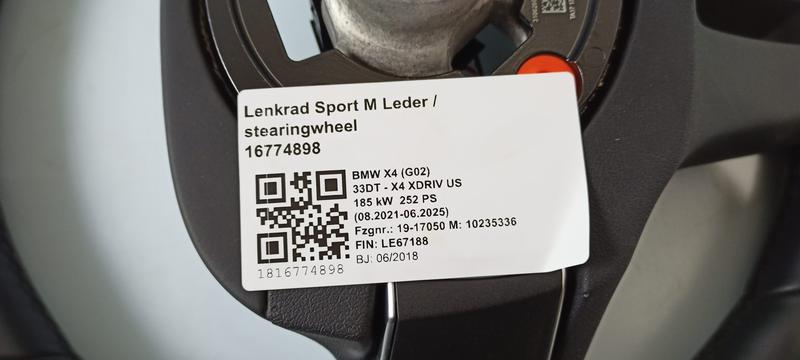 Lenkrad Sport M Leder /
stearingwheel
16774898
BMW X4 (G02)
33DT - X4 XDRIV US
185 kW 252 PS
(08.2021-06.2025)
Fzgnr.: 19-17050 M: 10235336
FIN: LE67188
BJ: 06/2018
1816774898